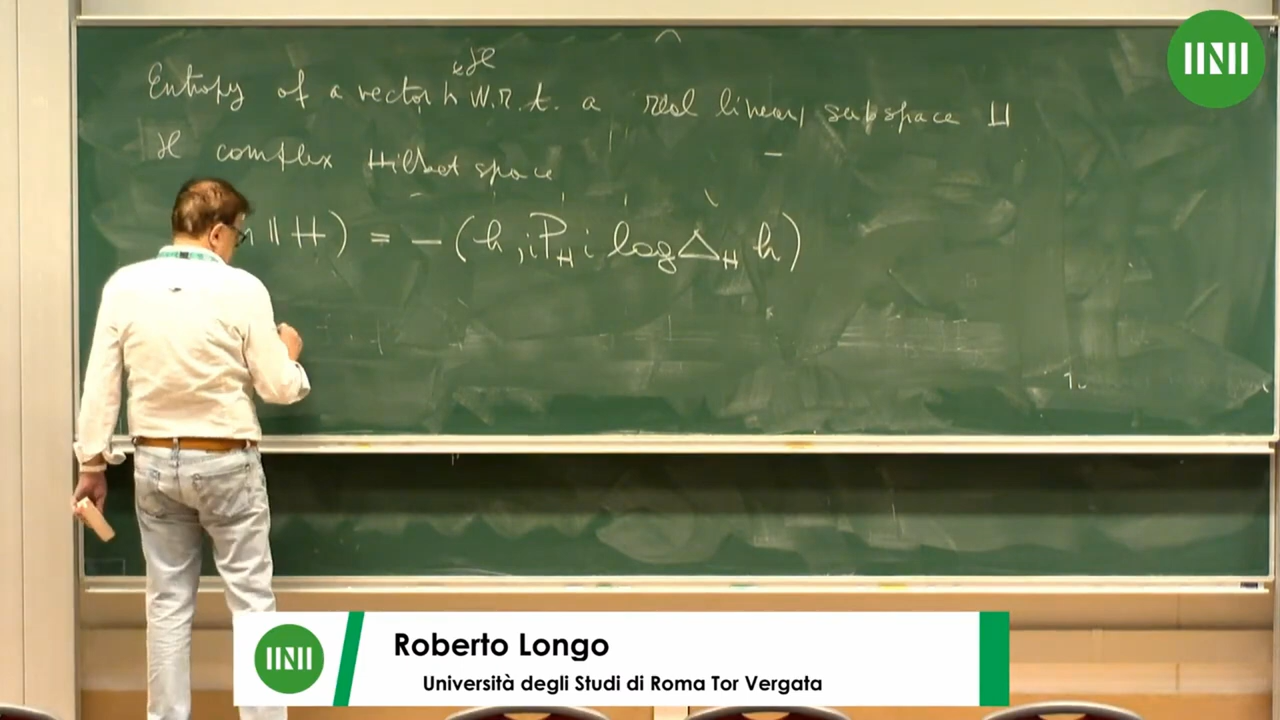 Entropy of a vector h ∈ ℋ w.r.t. a real linear subspace H
ℋ complex Hilbert space
h ‖ H) = − (h, i P_H i log Δ_H h)
Roberto Longo
Università degli Studi di Roma Tor Vergata